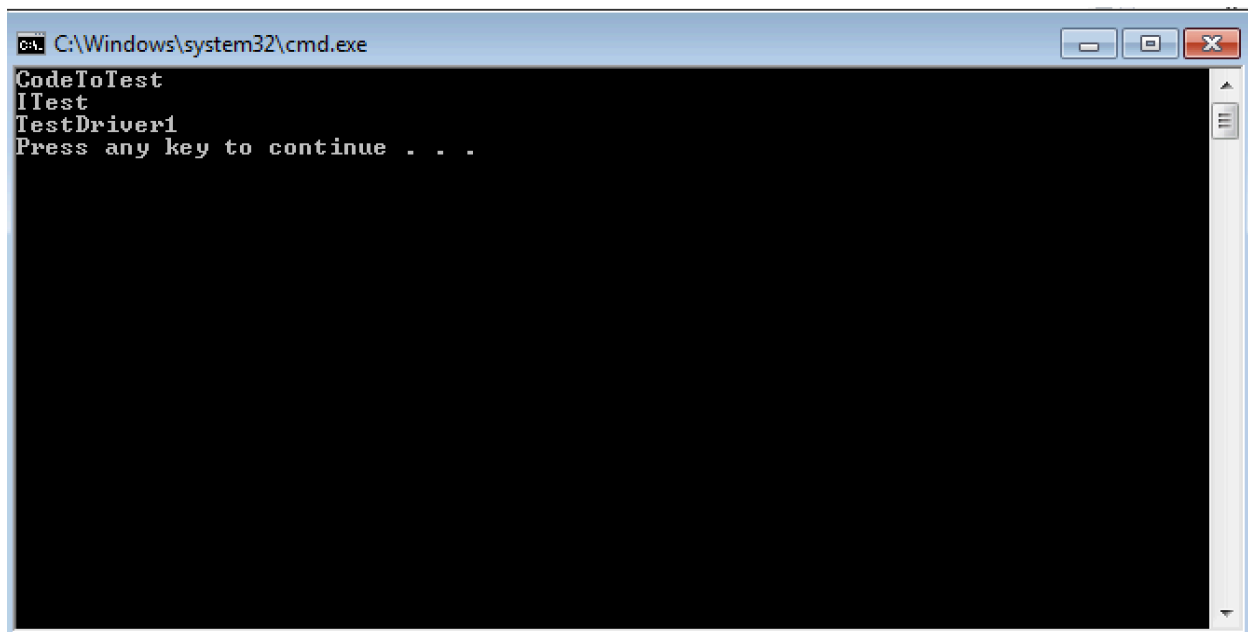 C:\Windows\system32\cmd.exe
CodeToTest
ITest
TestDriver1
Press any key to continue . . .